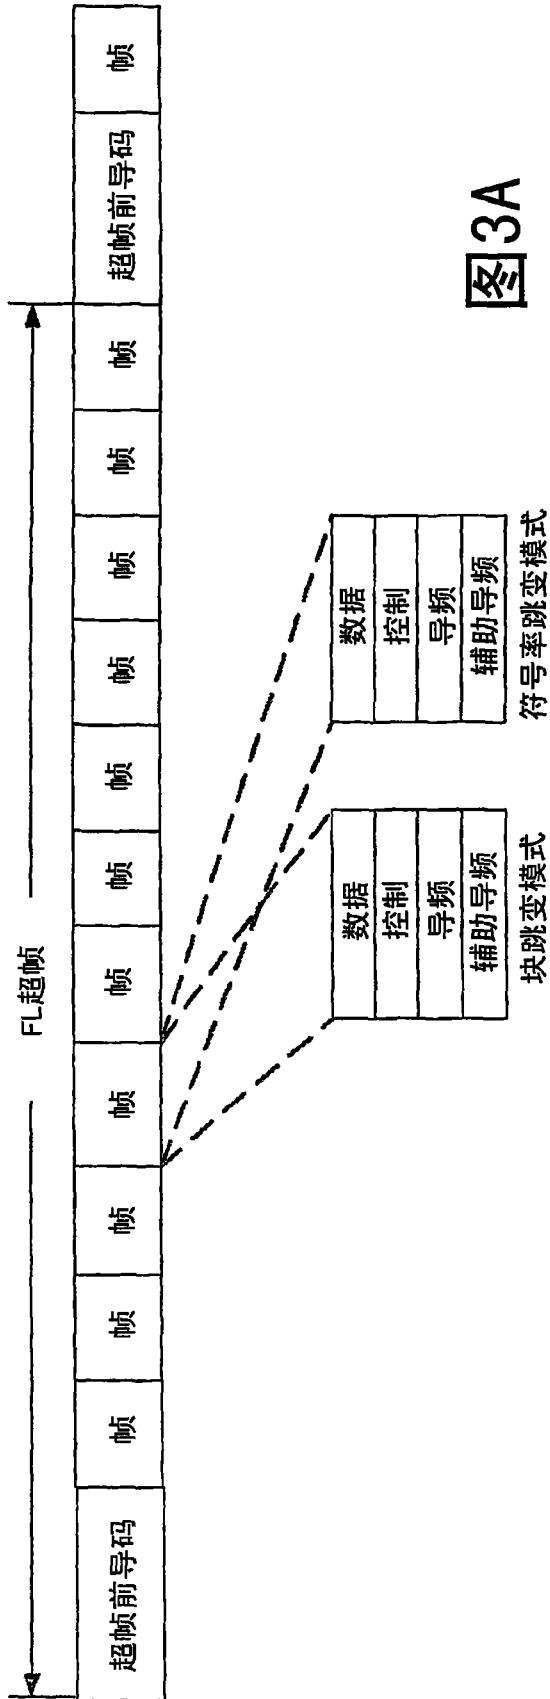 FL超帧
超帧前导码 帧 帧 帧 帧 帧 帧 帧 帧 帧 帧 帧 超帧前导码 帧
数据
控制
导频
辅助导频
块跳变模式
数据
控制
导频
辅助导频
符号率跳变模式
图3A